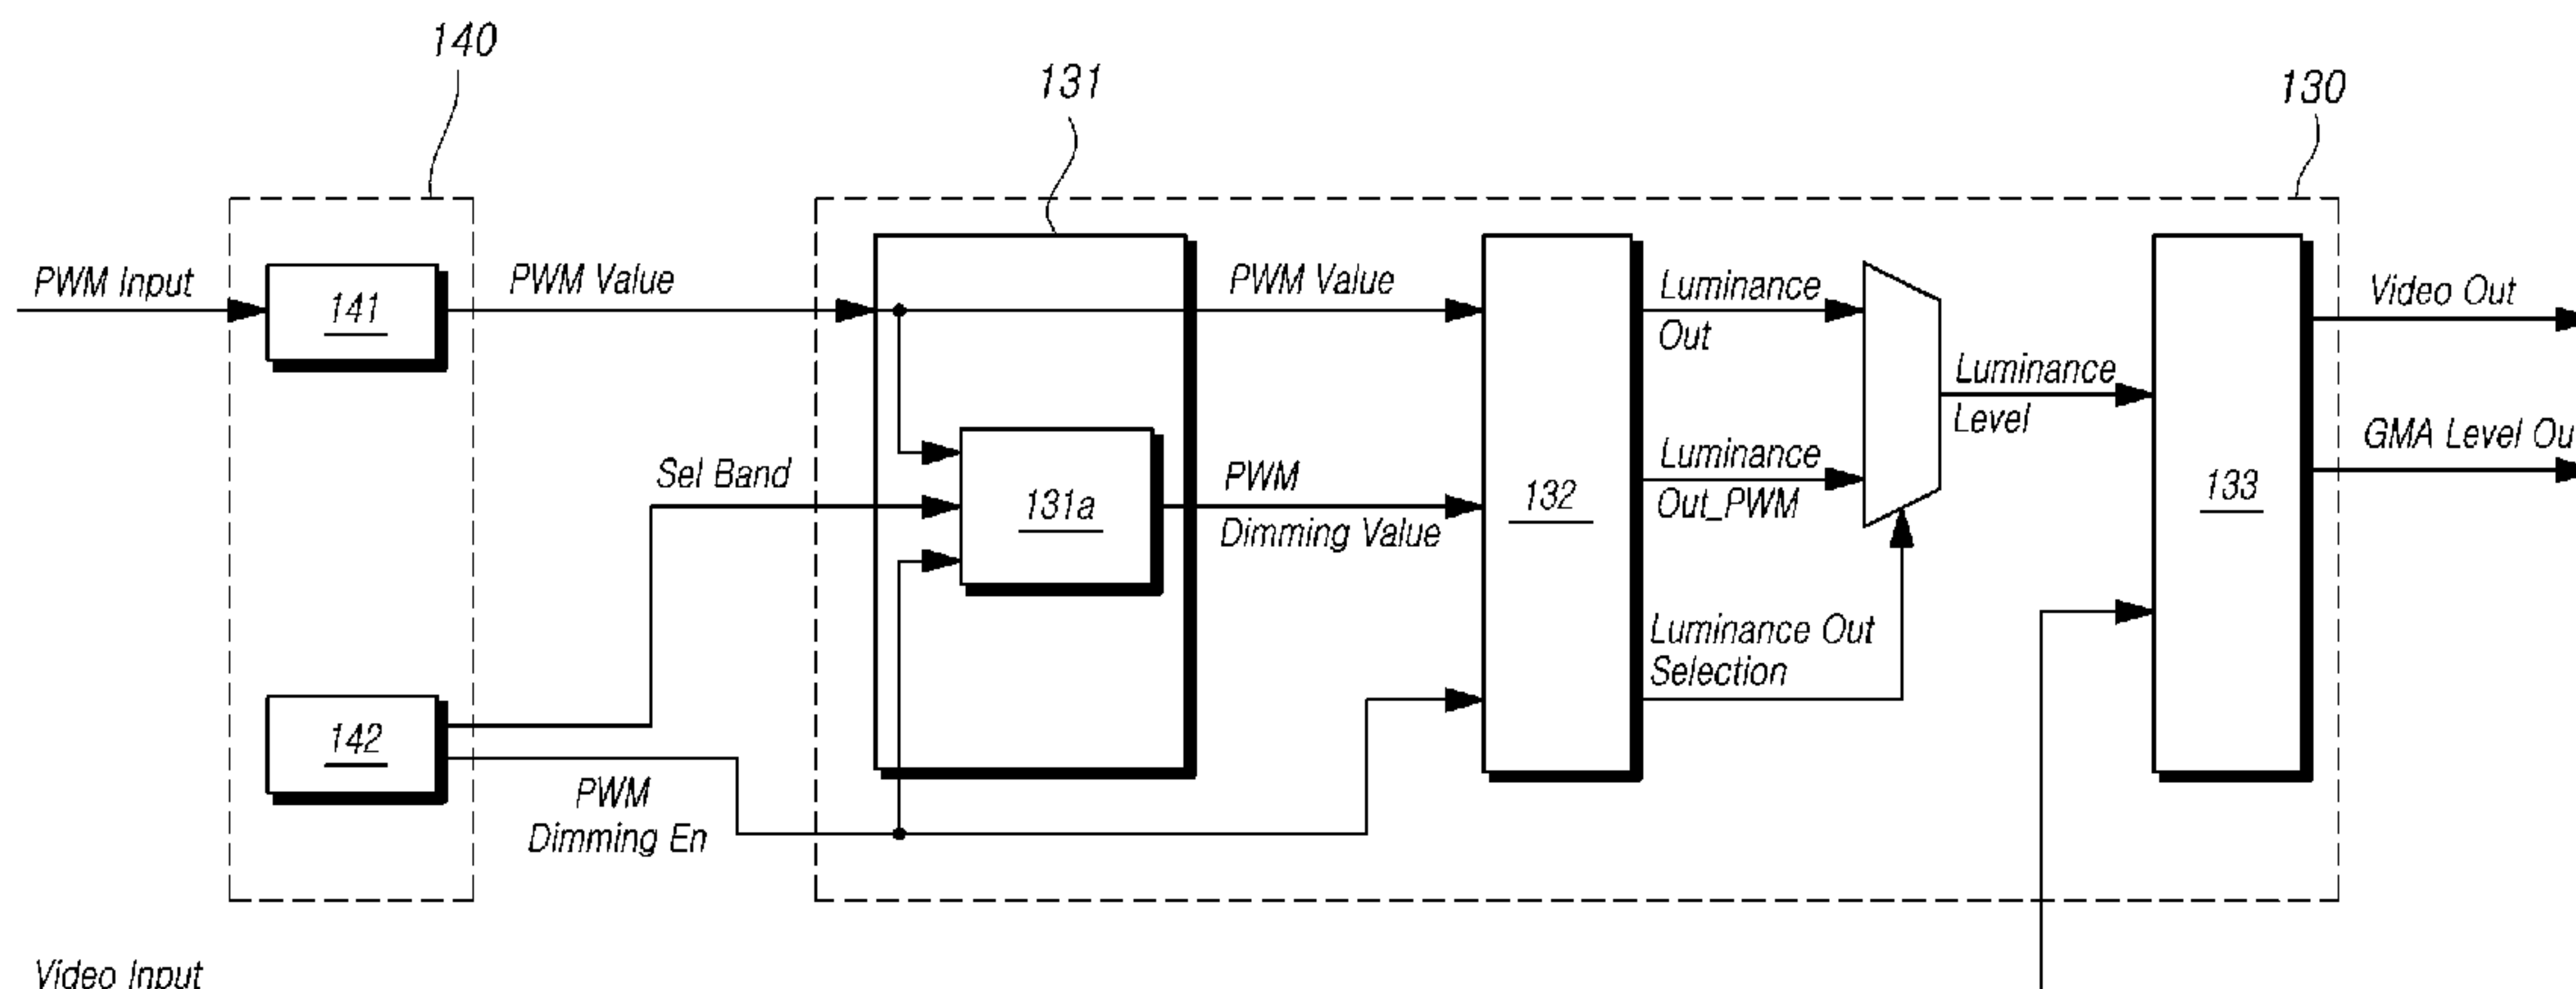 140
131
130
PWM Input
141
PWM Value
PWM Value
Luminance
Out
Video Out
Luminance
Level
GMA Level Ou
Sel Band
131a
PWM
Dimming Value
132
Luminance
Out_PWM
133
Luminance Out
Selection
142
PWM
Dimming En
Video Input